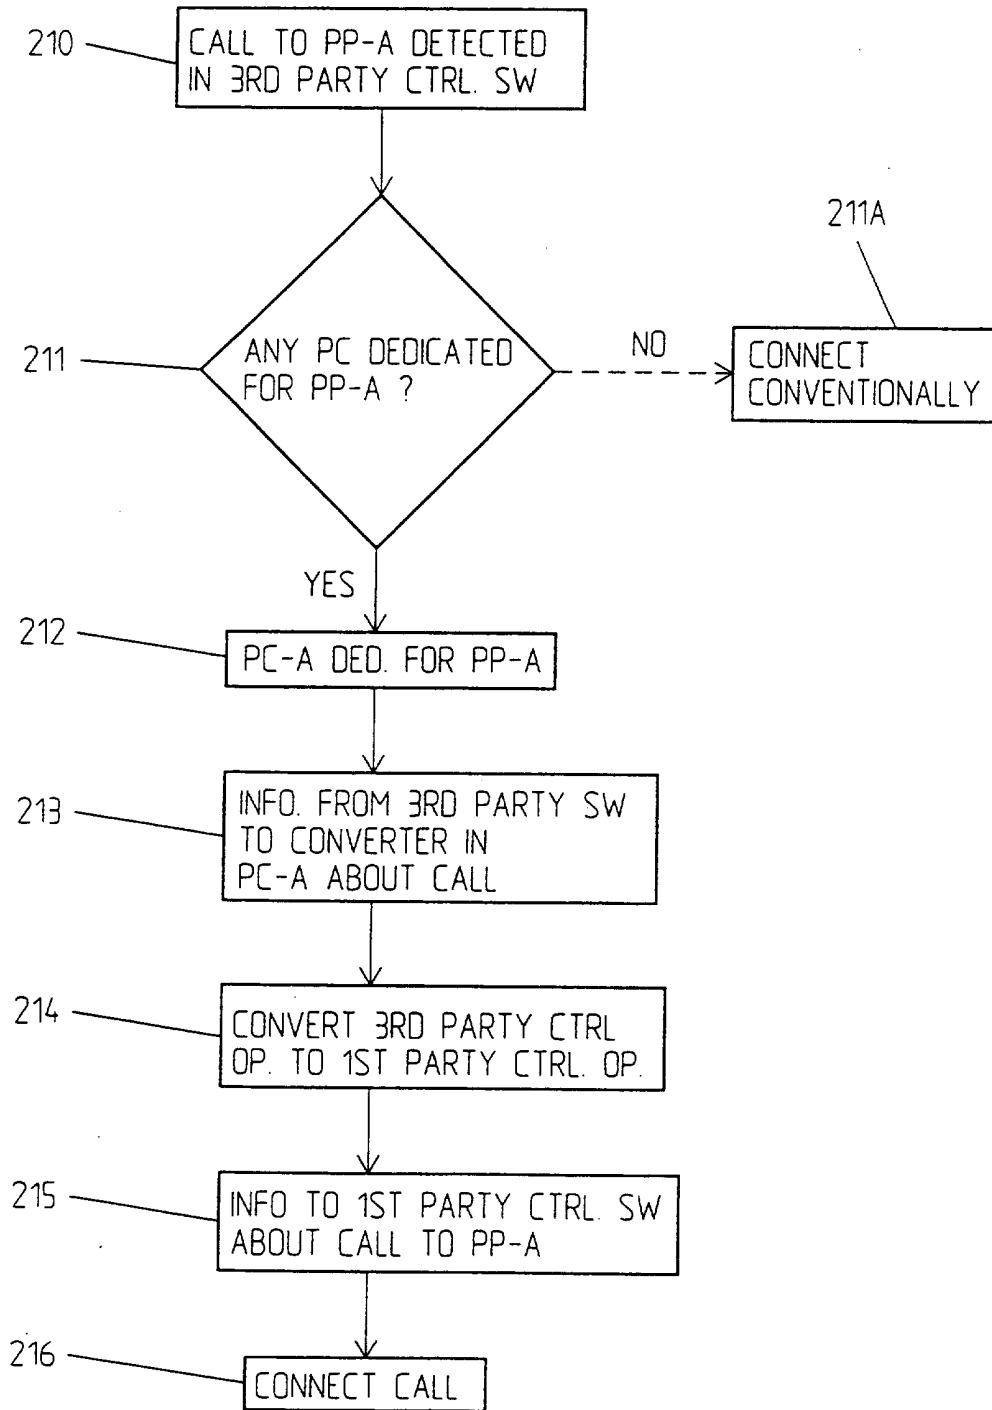 210
CALL TO PP-A DETECTED
IN 3RD PARTY CTRL. SW
211A
211
ANY PC DEDICATED
FOR PP-A ?
NO
CONNECT
CONVENTIONALLY
YES
212
PC-A DED. FOR PP-A
213
INFO. FROM 3RD PARTY SW
TO CONVERTER IN
PC-A ABOUT CALL
214
CONVERT 3RD PARTY CTRL
OP. TO 1ST PARTY CTRL. OP.
215
INFO TO 1ST PARTY CTRL. SW
ABOUT CALL TO PP-A
216
CONNECT CALL